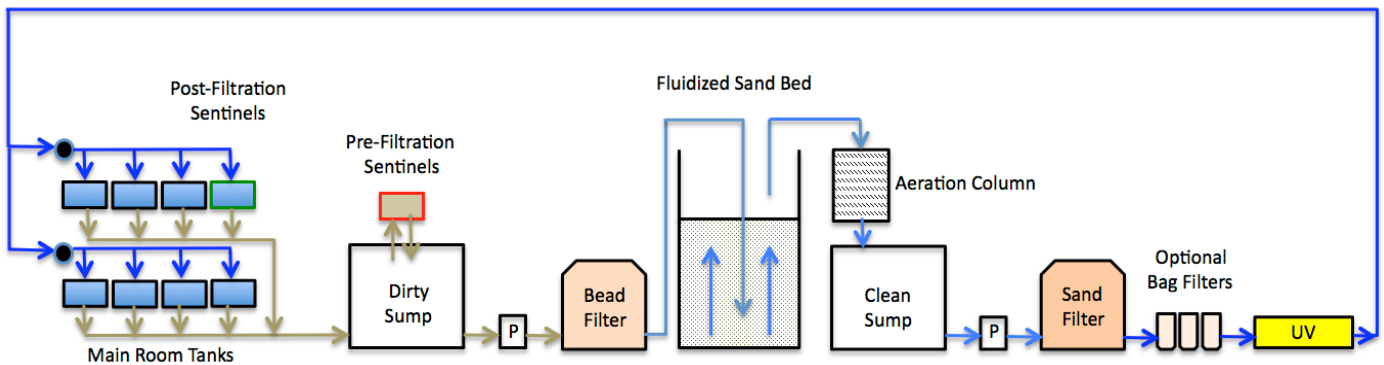 Post-Filtration
Sentinels
Pre-Filtration
Sentinels
Fluidized Sand Bed
Aeration Column
Dirty
Sump
P
Bead
Filter
Clean
Sump
P
Sand
Filter
Optional
Bag Filters
UV
Main Room Tanks